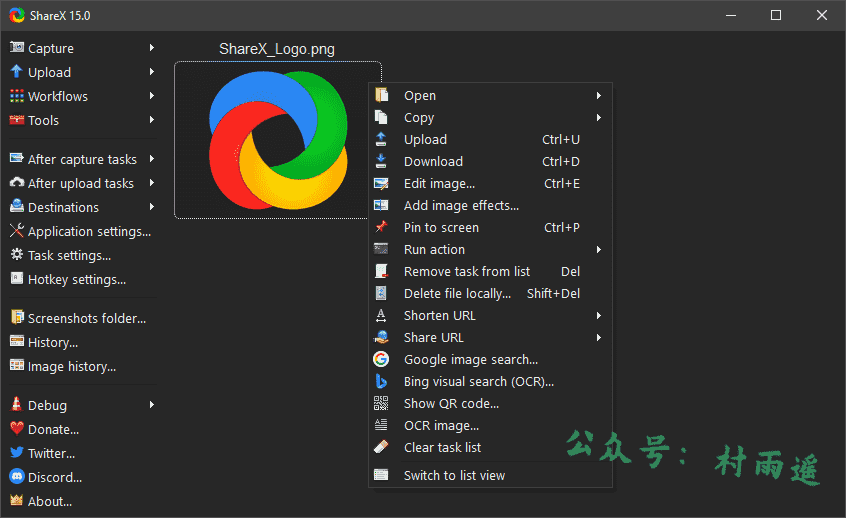 ShareX 15.0
Capture
Upload
Workflows
Tools
After capture tasks
After upload tasks
Destinations
Application settings...
Task settings...
Hotkey settings...
Screenshots folder...
History...
Image history...
Debug
Donate...
Twitter...
Discord...
About...
ShareX_Logo.png
Open
Copy
Upload Ctrl+U
Download Ctrl+D
Edit image... Ctrl+E
Add image effects...
Pin to screen Ctrl+P
Run action
Remove task from list Del
Delete file locally... Shift+Del
Shorten URL
Share URL
Google image search...
Bing visual search (OCR)...
Show QR code...
OCR image...
Clear task list
Switch to list view
公众号：村雨遥